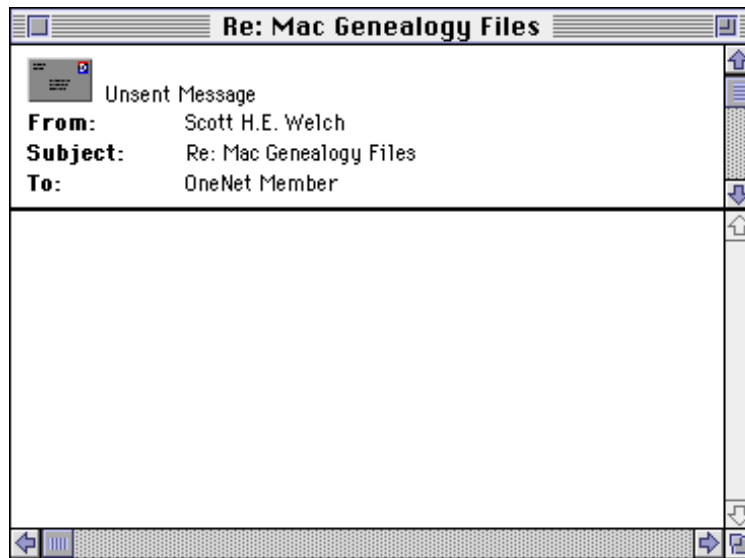 Re: Mac Genealogy Files
Unsent Message
From: Scott H.E. Welch
Subject: Re: Mac Genealogy Files
To: OneNet Member